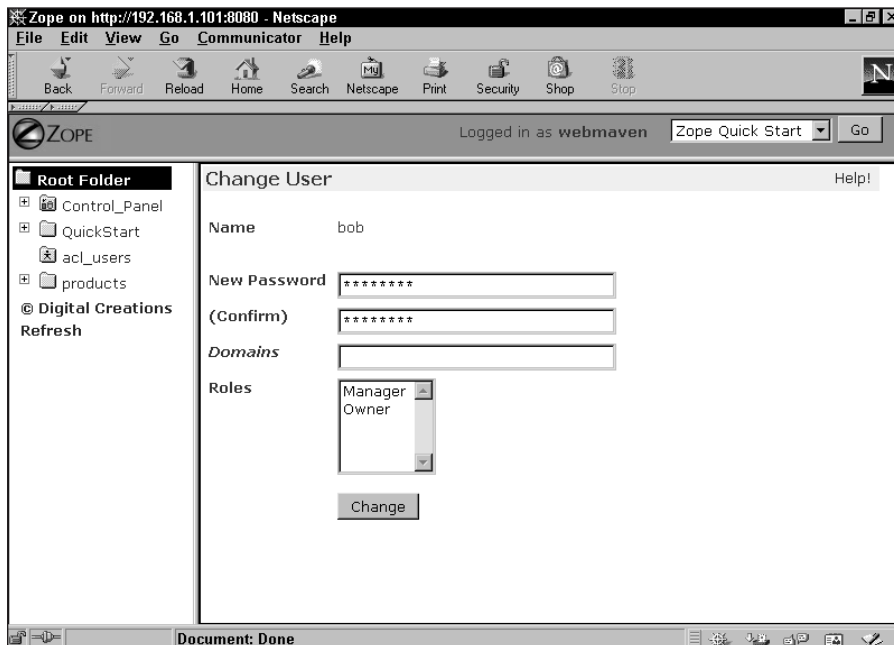 Zope on http://192.168.1.101:8080 - Netscape
File Edit View Go Communicator Help
My
Back Forward Reload Home Search Netscape Print Security Shop Stop
N
ZOPE
Logged in as webmaven
Zope Quick Start
Go
Root Folder
Control_Panel
QuickStart
acl_users
products
© Digital Creations
Refresh
Change User
Help!
Name bob
New Password ********
(Confirm) ********
Domains
Roles
Manager
Owner
Change
Document: Done